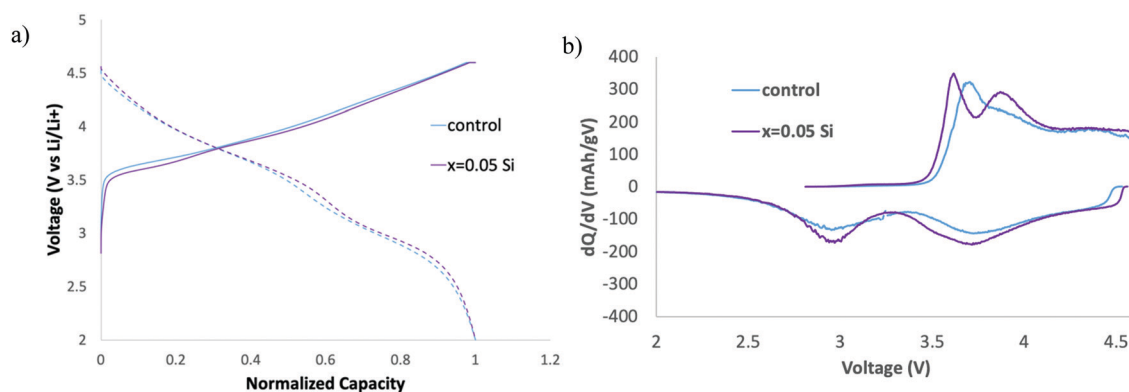 a)
5
4.5
4
3.5
3
2.5
2
Voltage (V vs Li/Li+)
0
0.2
0.4
0.6
0.8
1
1.2
Normalized Capacity
control
x=0.05 Si
b)
400
300
200
100
0
-100
-200
-300
-400
dQ/dV (mAh/gV)
2
3
3.5
4
4.5
Voltage (V)
control
x=0.05 Si